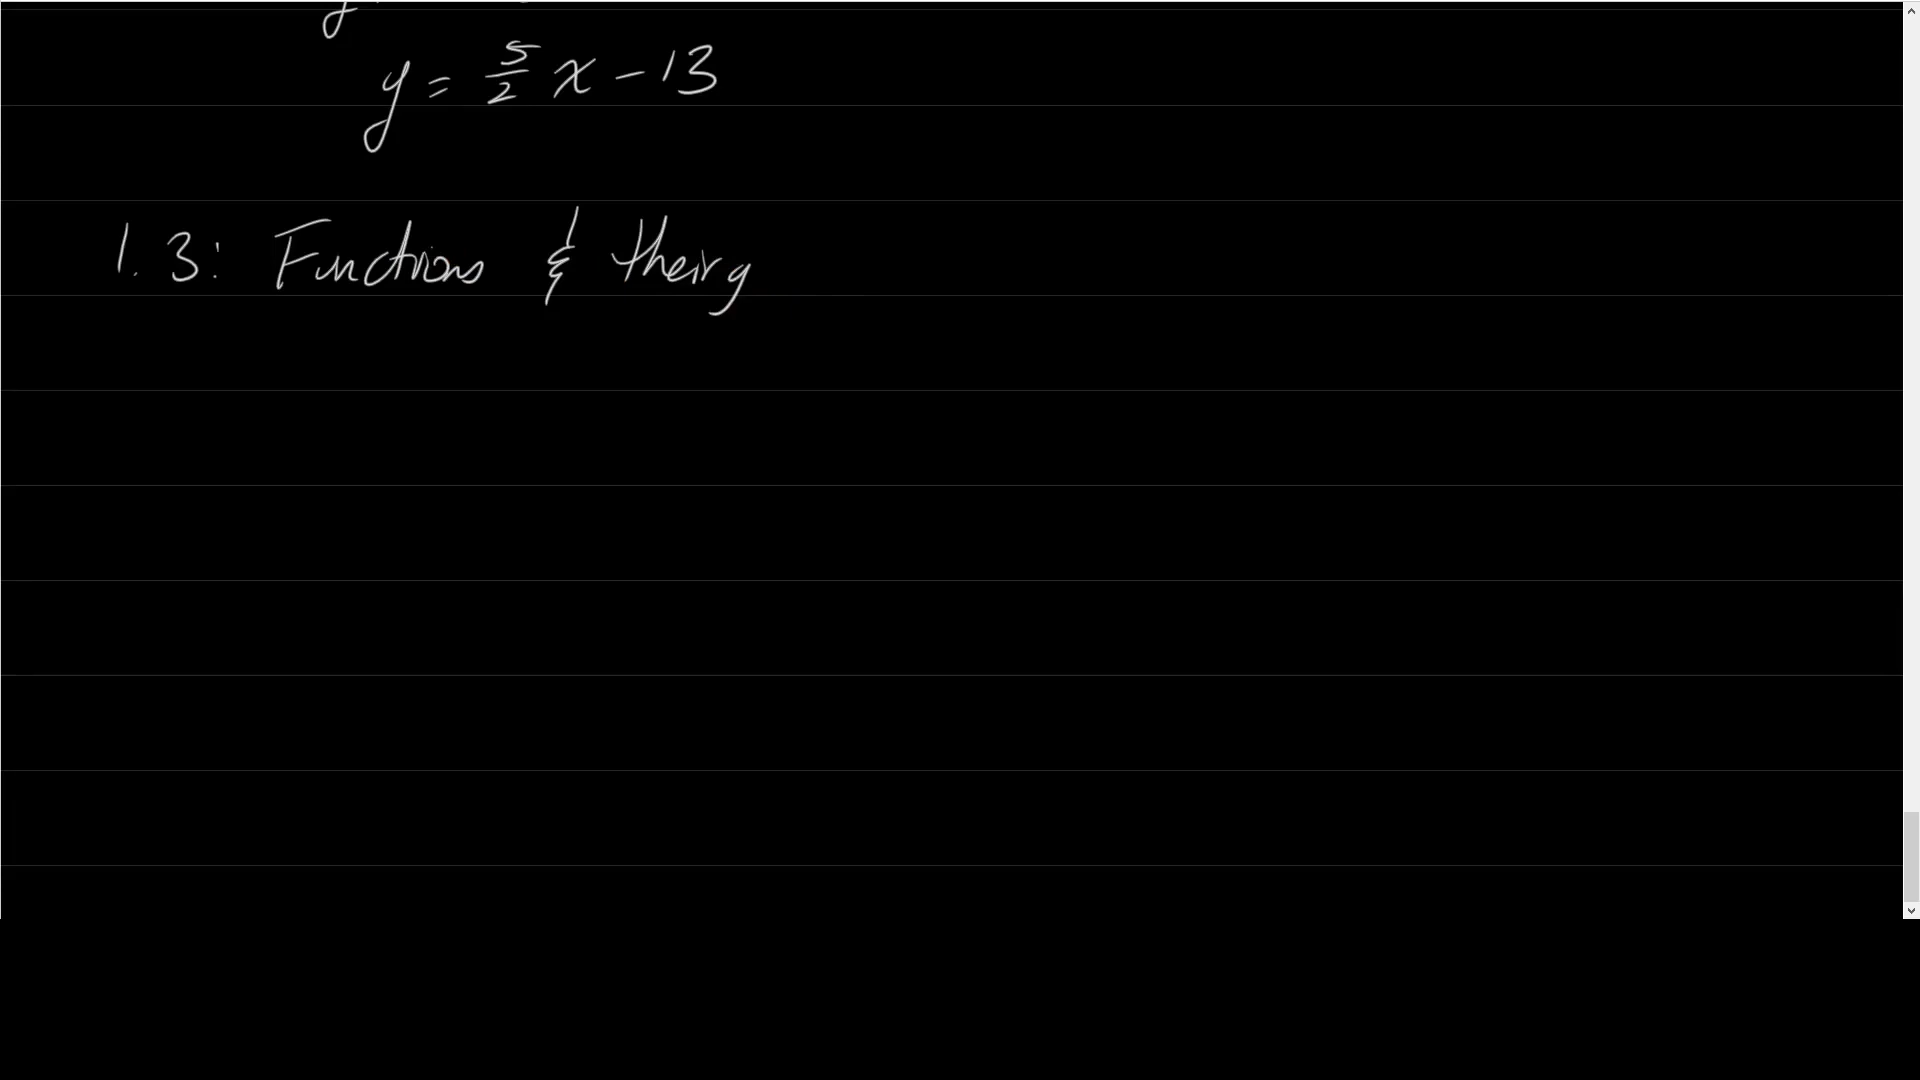 y = 5/2 x - 13
1.3: Functions & their g